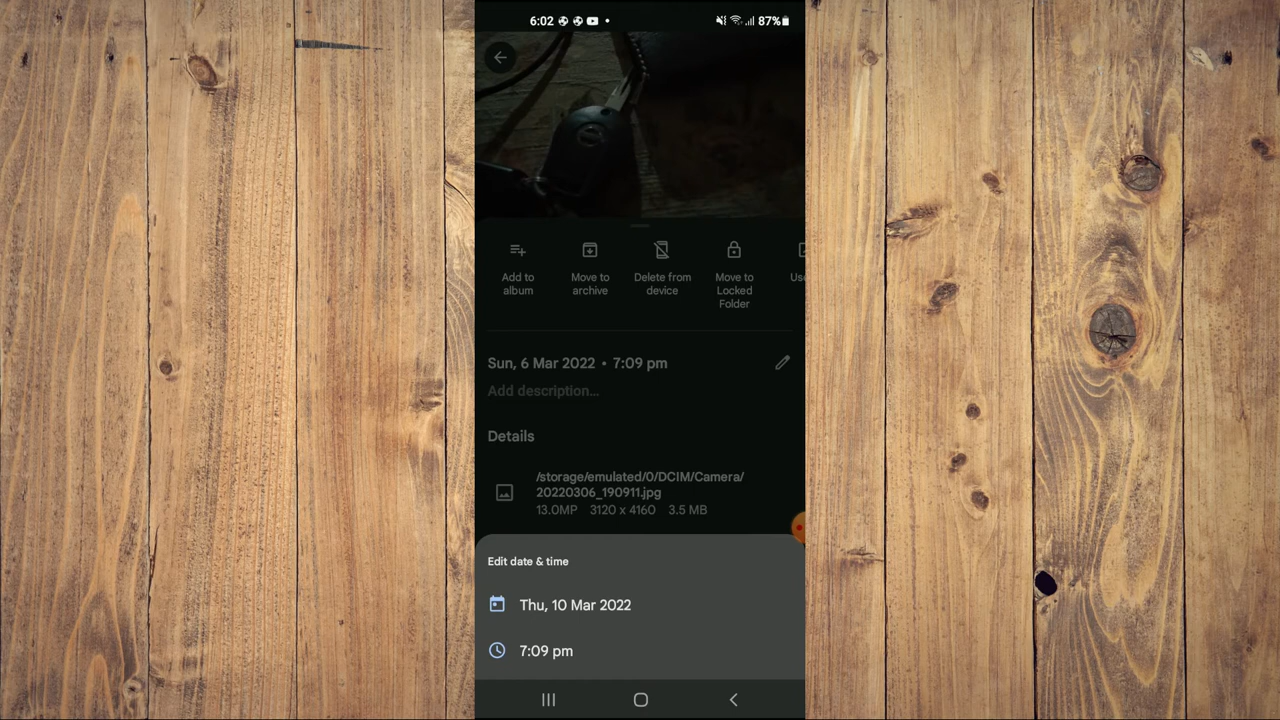 6:02
87%
Add to
album
Move to
archive
Delete from
device
Move to
Locked
Folder
Use
Sun, 6 Mar 2022 • 7:09 pm
Add description...
Details
/storage/emulated/0/DCIM/Camera/
20220306_190911.jpg
13.0MP 3120 x 4160 3.5 MB
Edit date & time
Thu, 10 Mar 2022
7:09 pm